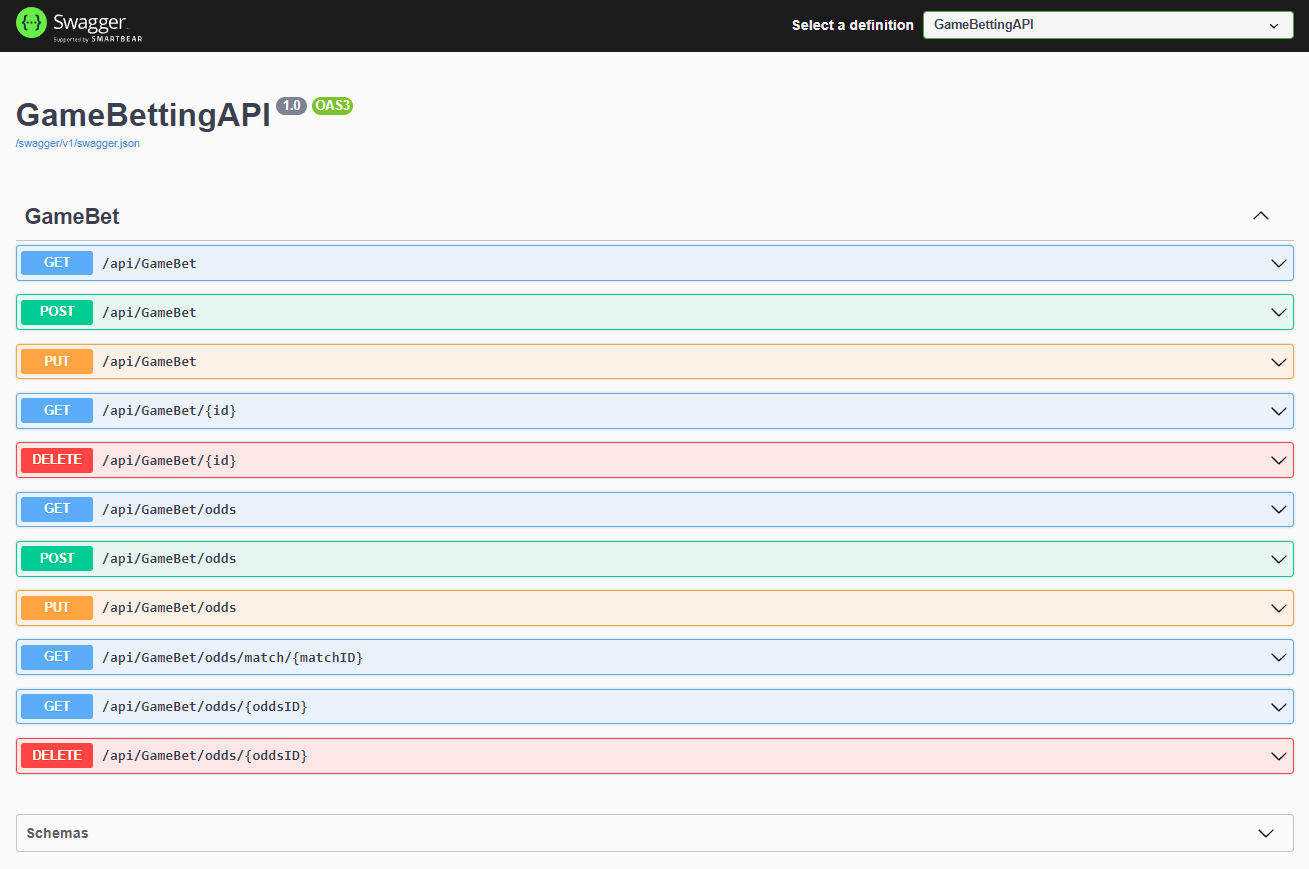 Swagger.
Supported by SMARTBEAR
Select a definition
GameBettingAPI
GameBettingAPI 1.0 OAS3
/swagger/v1/swagger.json
GameBet
GET /api/GameBet
POST /api/GameBet
PUT /api/GameBet
GET /api/GameBet/{id}
DELETE /api/GameBet/{id}
GET /api/GameBet/odds
POST /api/GameBet/odds
PUT /api/GameBet/odds
GET /api/GameBet/odds/match/{matchID}
GET /api/GameBet/odds/{oddsID}
DELETE /api/GameBet/odds/{oddsID}
Schemas